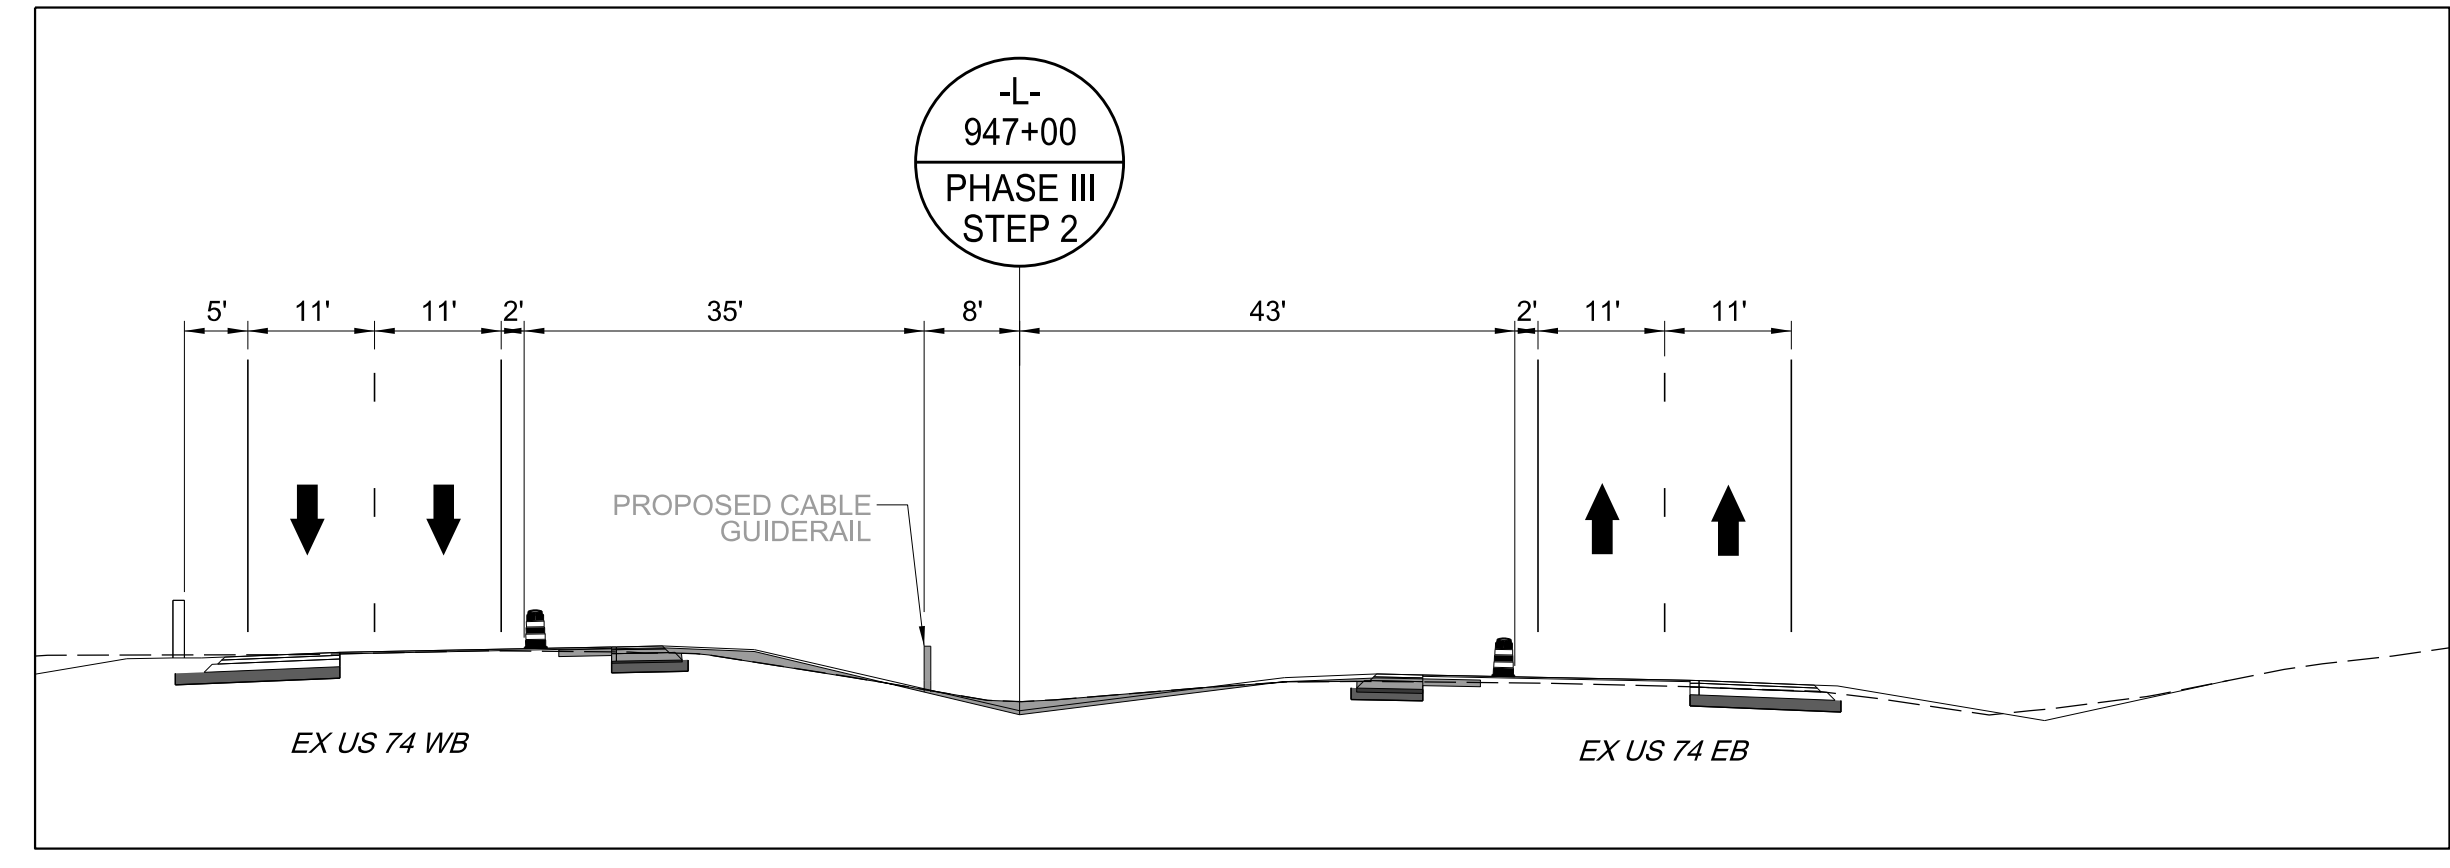 -L-
947+00
PHASE III
STEP 2
5' 11' 11' 2' 35' 8' 43' 2' 11' 11'
PROPOSED CABLE
GUIDERAIL
EX US 74 WB
EX US 74 EB